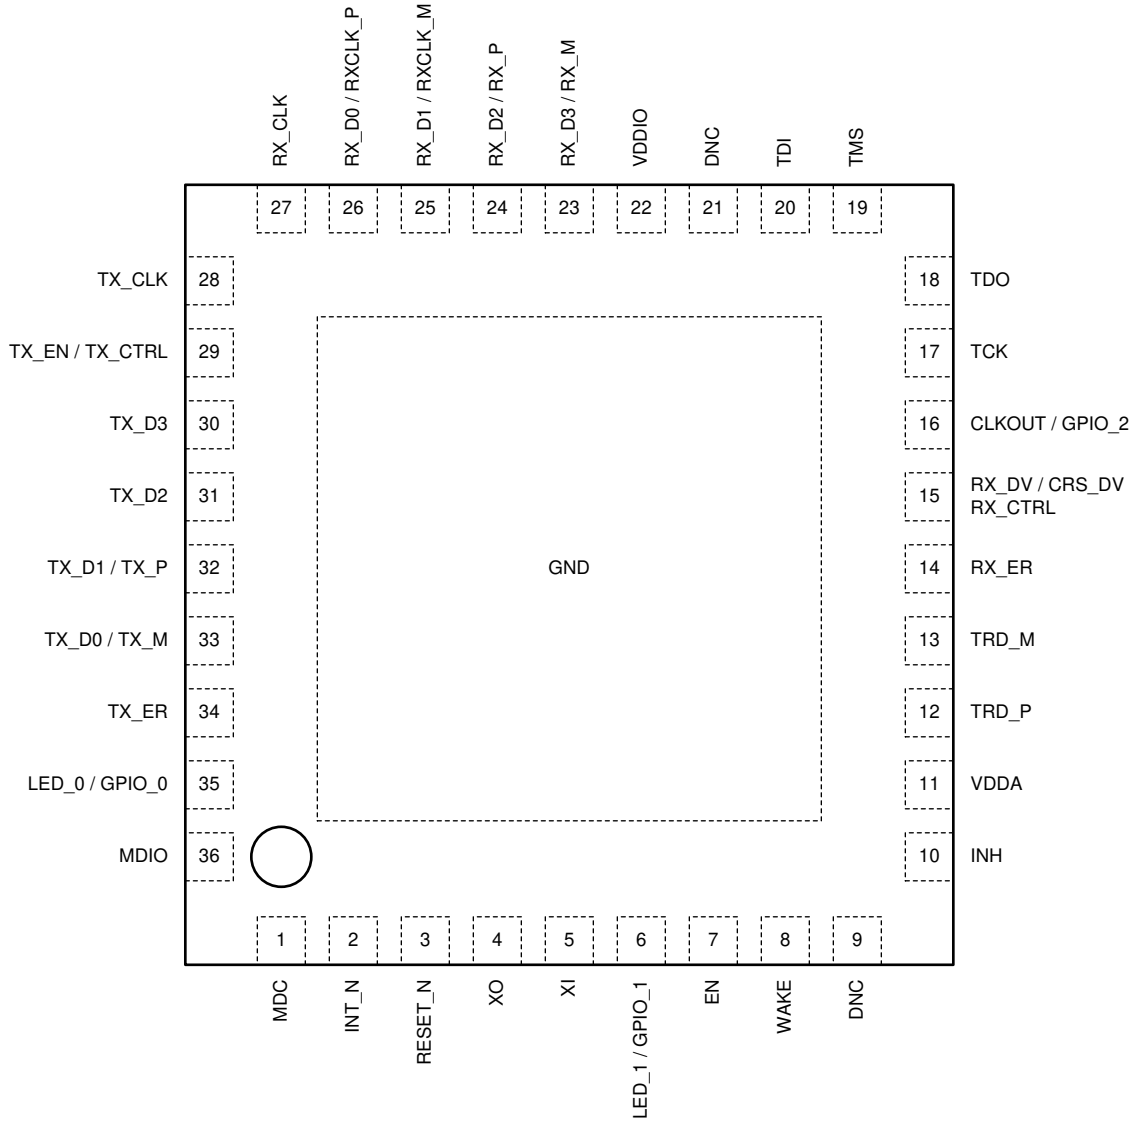 RX_CLK
RX_D0 / RXCLK_P
RX_D1 / RXCLK_M
RX_D2 / RX_P
RX_D3 / RX_M
VDDIO
DNC
TDI
TMS
27
26
25
24
23
22
21
20
19
TX_CLK
28
18
TDO
TX_EN / TX_CTRL
29
17
TCK
TX_D3
30
16
CLKOUT / GPIO_2
TX_D2
31
15
RX_DV / CRS_DV
RX_CTRL
TX_D1 / TX_P
32
GND
14
RX_ER
TX_D0 / TX_M
33
13
TRD_M
TX_ER
34
12
TRD_P
LED_0 / GPIO_0
35
11
VDDA
MDIO
36
10
INH
1
2
3
4
5
6
7
8
9
MDC
INT_N
RESET_N
XO
XI
LED_1 / GPIO_1
EN
WAKE
DNC